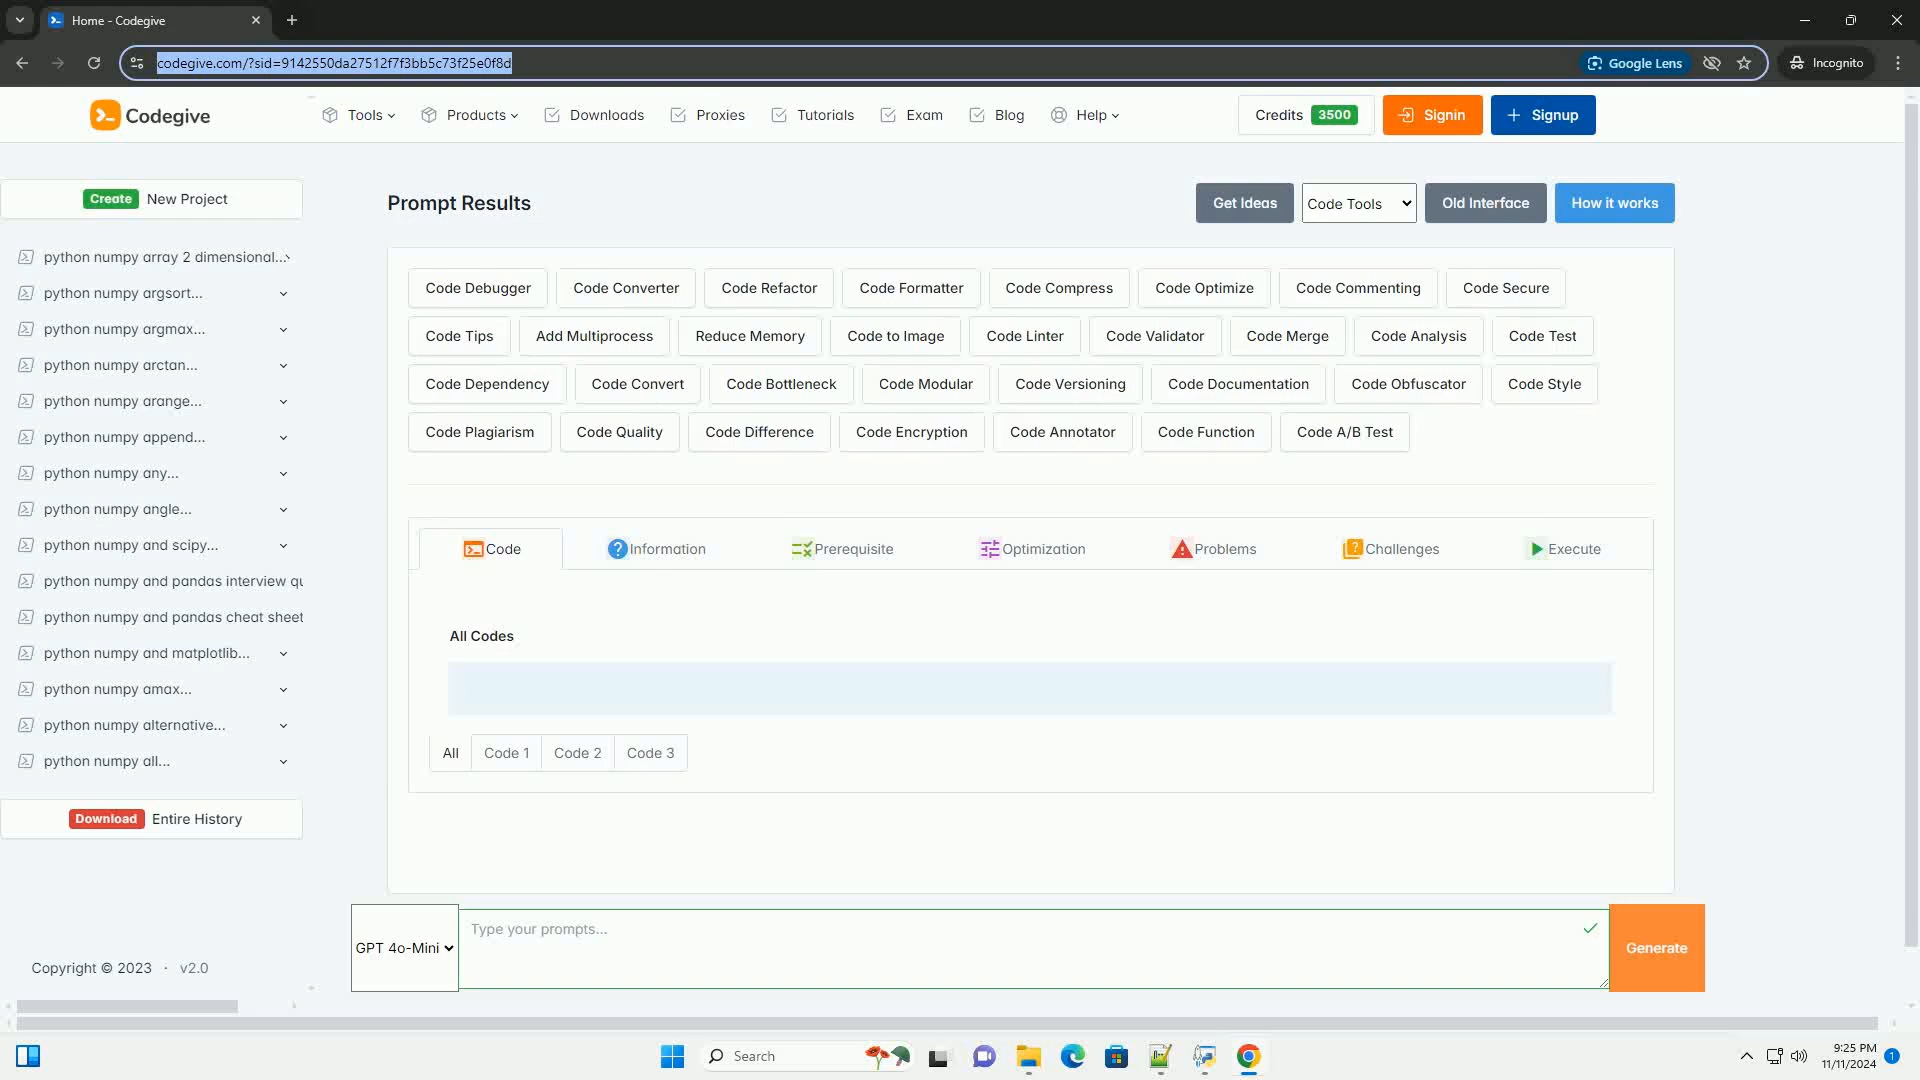 Home - Codegive
codegive.com/?sid=9142550da27512f7f3bb5c73f25e0f8d
Google Lens
Incognito
Codegive
Tools
Products
Downloads
Proxies
Tutorials
Exam
Blog
Help
Credits 3500
Signin
Signup
Create New Project
python numpy array 2 dimensional...
python numpy argsort...
python numpy argmax...
python numpy arctan...
python numpy arange...
python numpy append...
python numpy any...
python numpy angle...
python numpy and scipy...
python numpy and pandas interview qu
python numpy and pandas cheat sheet
python numpy and matplotlib...
python numpy amax...
python numpy alternative...
python numpy all...
Download Entire History
Copyright © 2023 · v2.0
Prompt Results
Get Ideas
Code Tools
Old Interface
How it works
Code Debugger
Code Converter
Code Refactor
Code Formatter
Code Compress
Code Optimize
Code Commenting
Code Secure
Code Tips
Add Multiprocess
Reduce Memory
Code to Image
Code Linter
Code Validator
Code Merge
Code Analysis
Code Test
Code Dependency
Code Convert
Code Bottleneck
Code Modular
Code Versioning
Code Documentation
Code Obfuscator
Code Style
Code Plagiarism
Code Quality
Code Difference
Code Encryption
Code Annotator
Code Function
Code A/B Test
Code
Information
Prerequisite
Optimization
Problems
Challenges
Execute
All Codes
All
Code 1
Code 2
Code 3
GPT 4o-Mini
Type your prompts...
Generate
Search
9:25 PM
11/11/2024
1